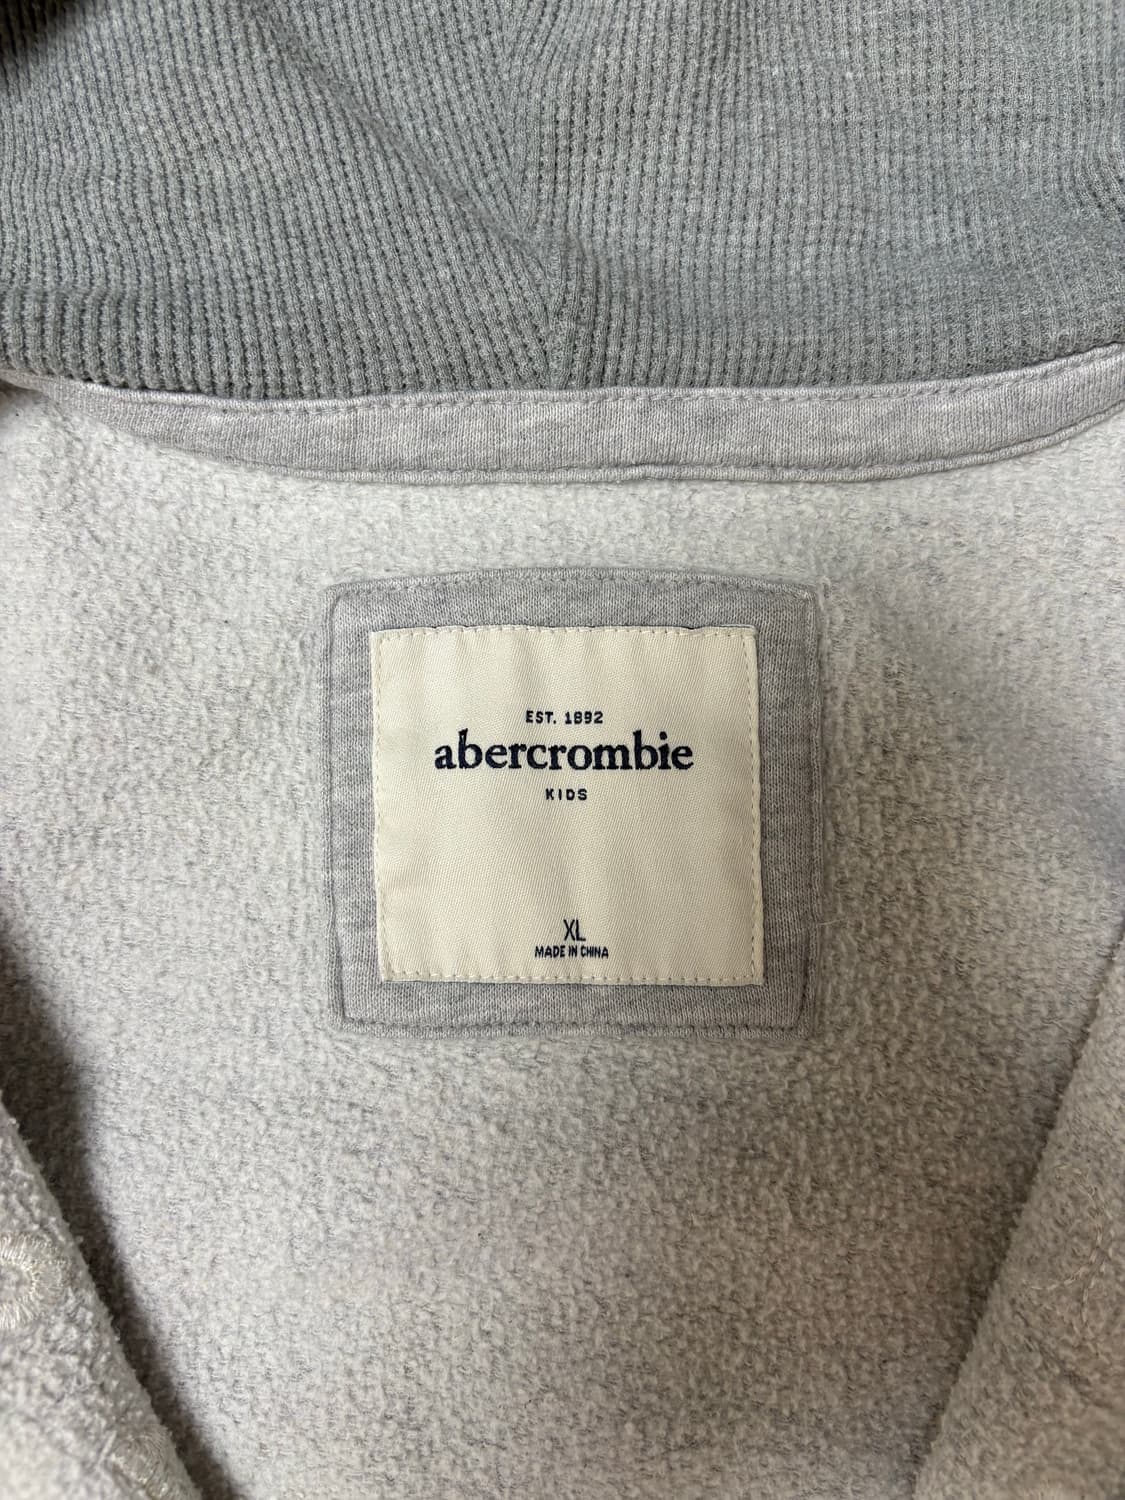 EST. 1892
abercrombie
KIDS
XL
MADE IN CHINA